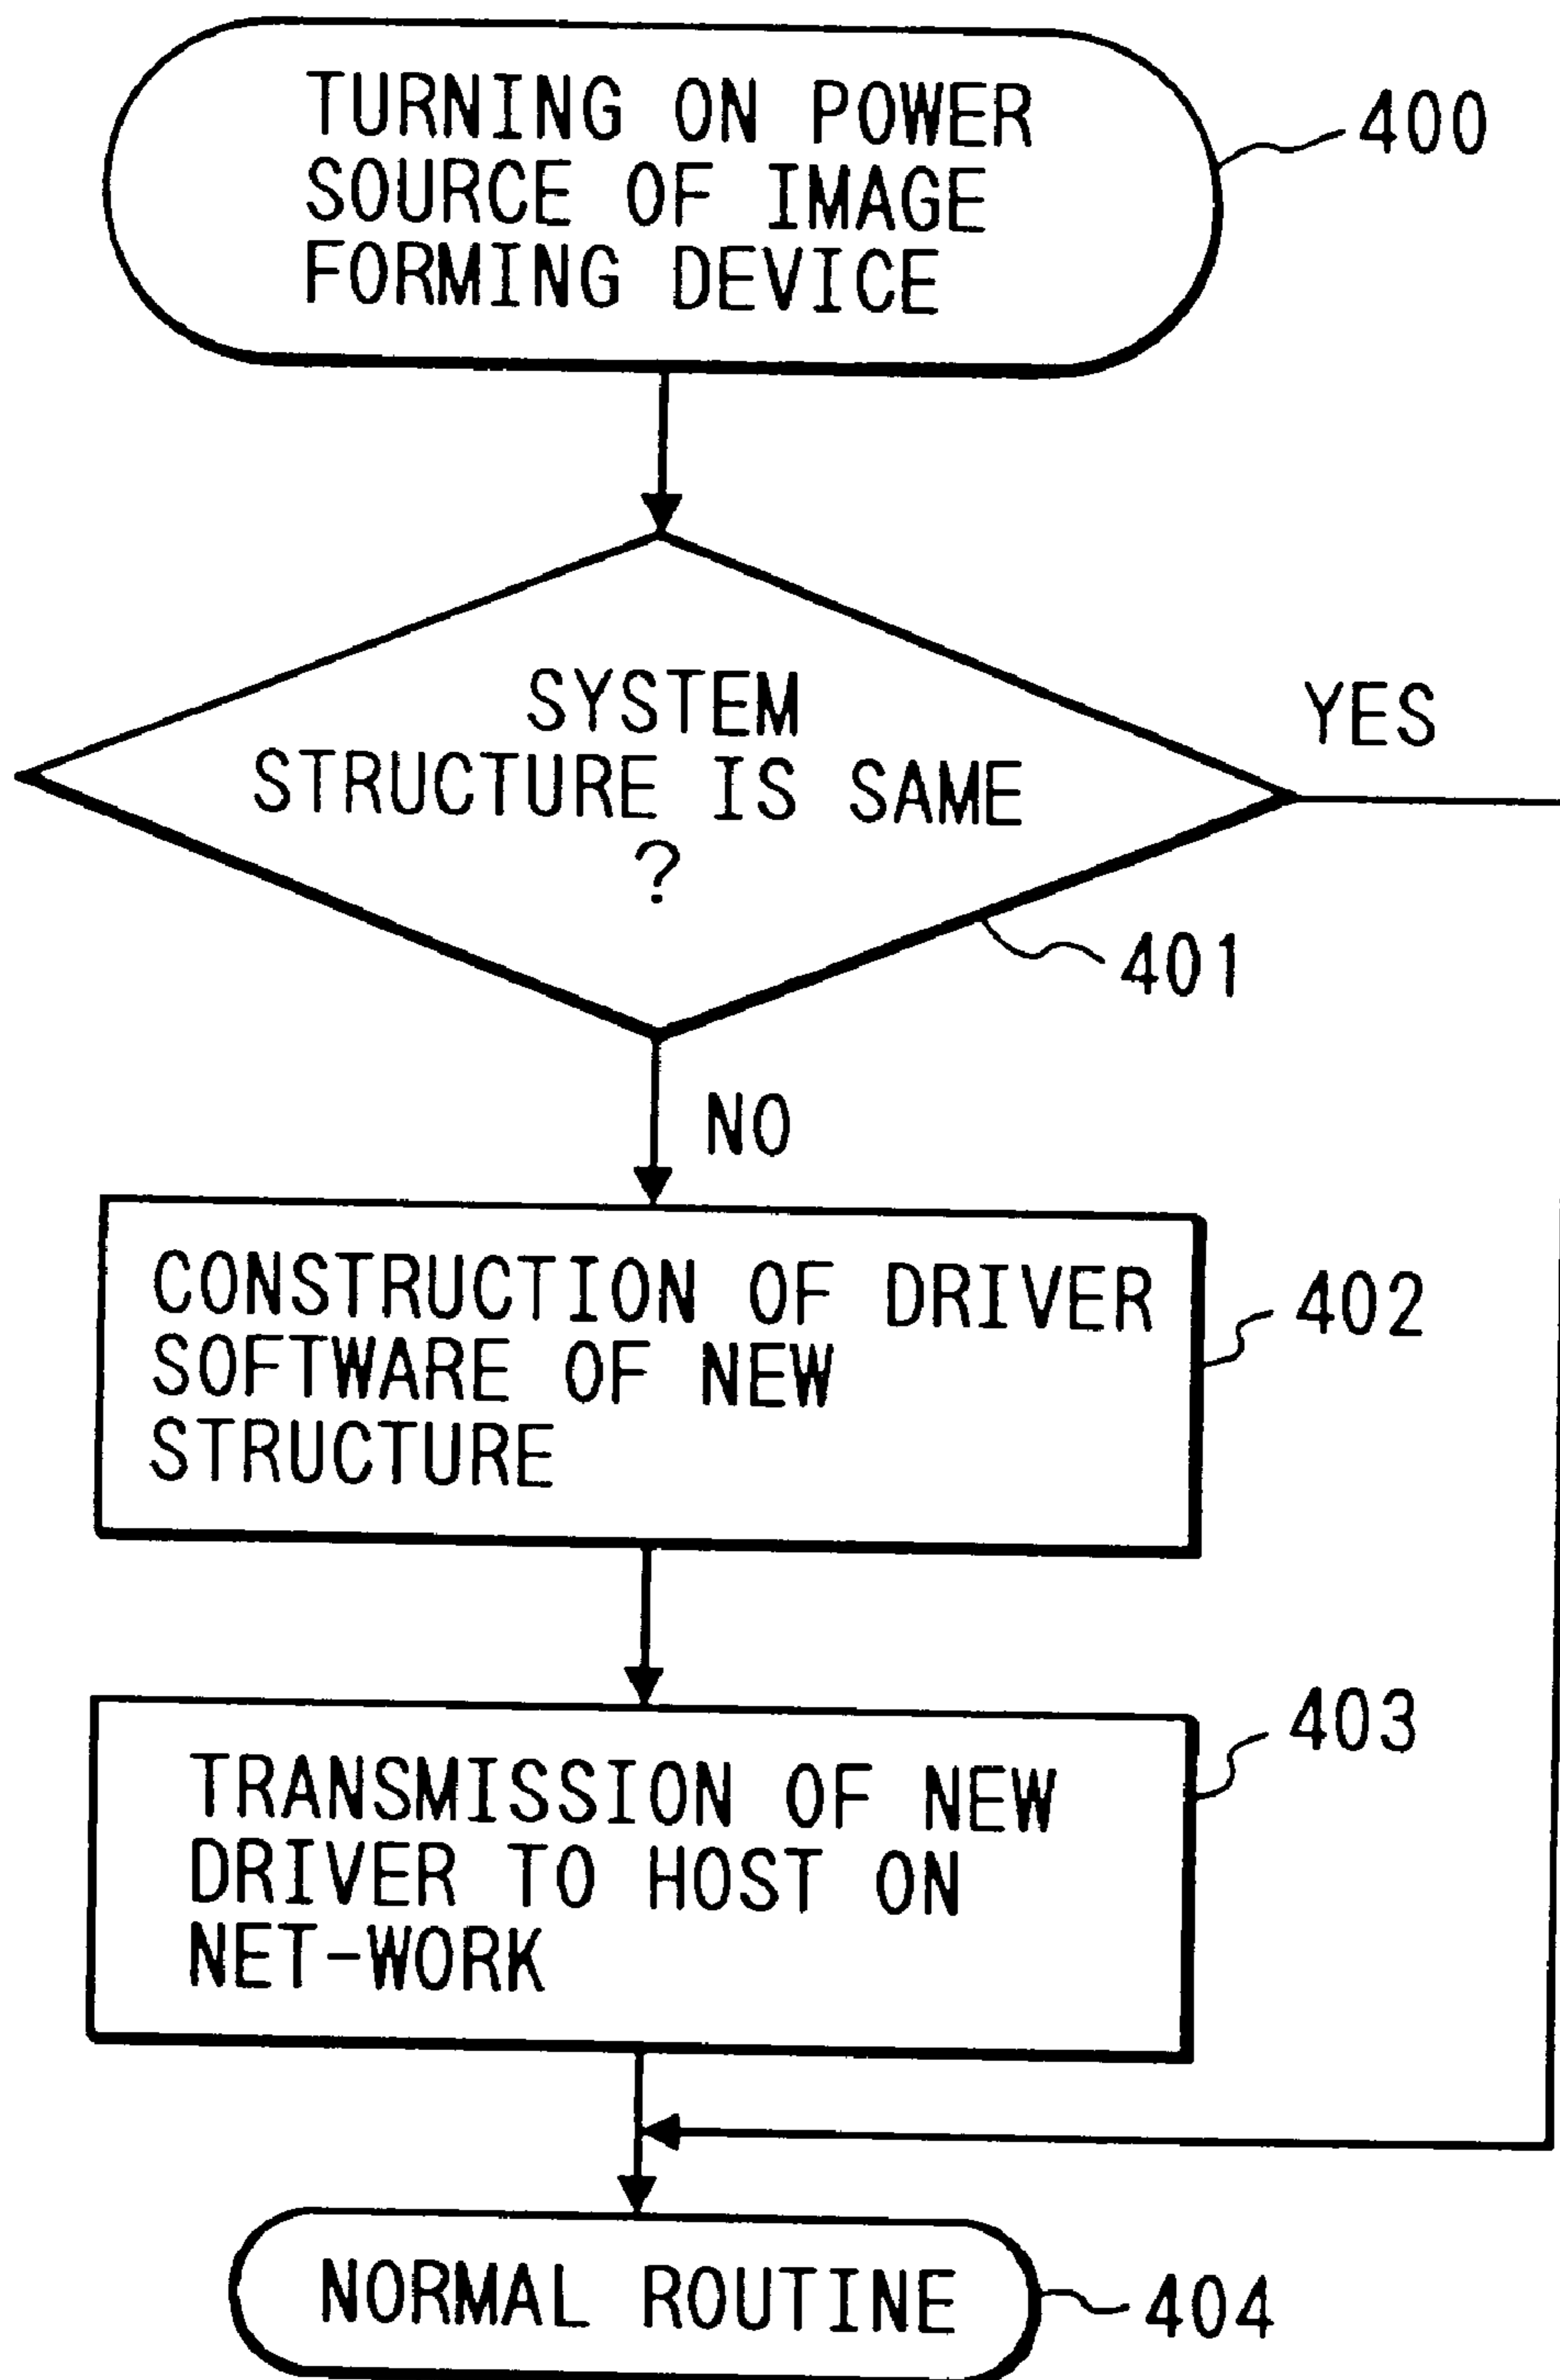 TURNING ON POWER
SOURCE OF IMAGE
FORMING DEVICE
400
SYSTEM
STRUCTURE IS SAME
?
YES
401
NO
CONSTRUCTION OF DRIVER
SOFTWARE OF NEW
STRUCTURE
402
TRANSMISSION OF NEW
DRIVER TO HOST ON
NET-WORK
403
NORMAL ROUTINE
404